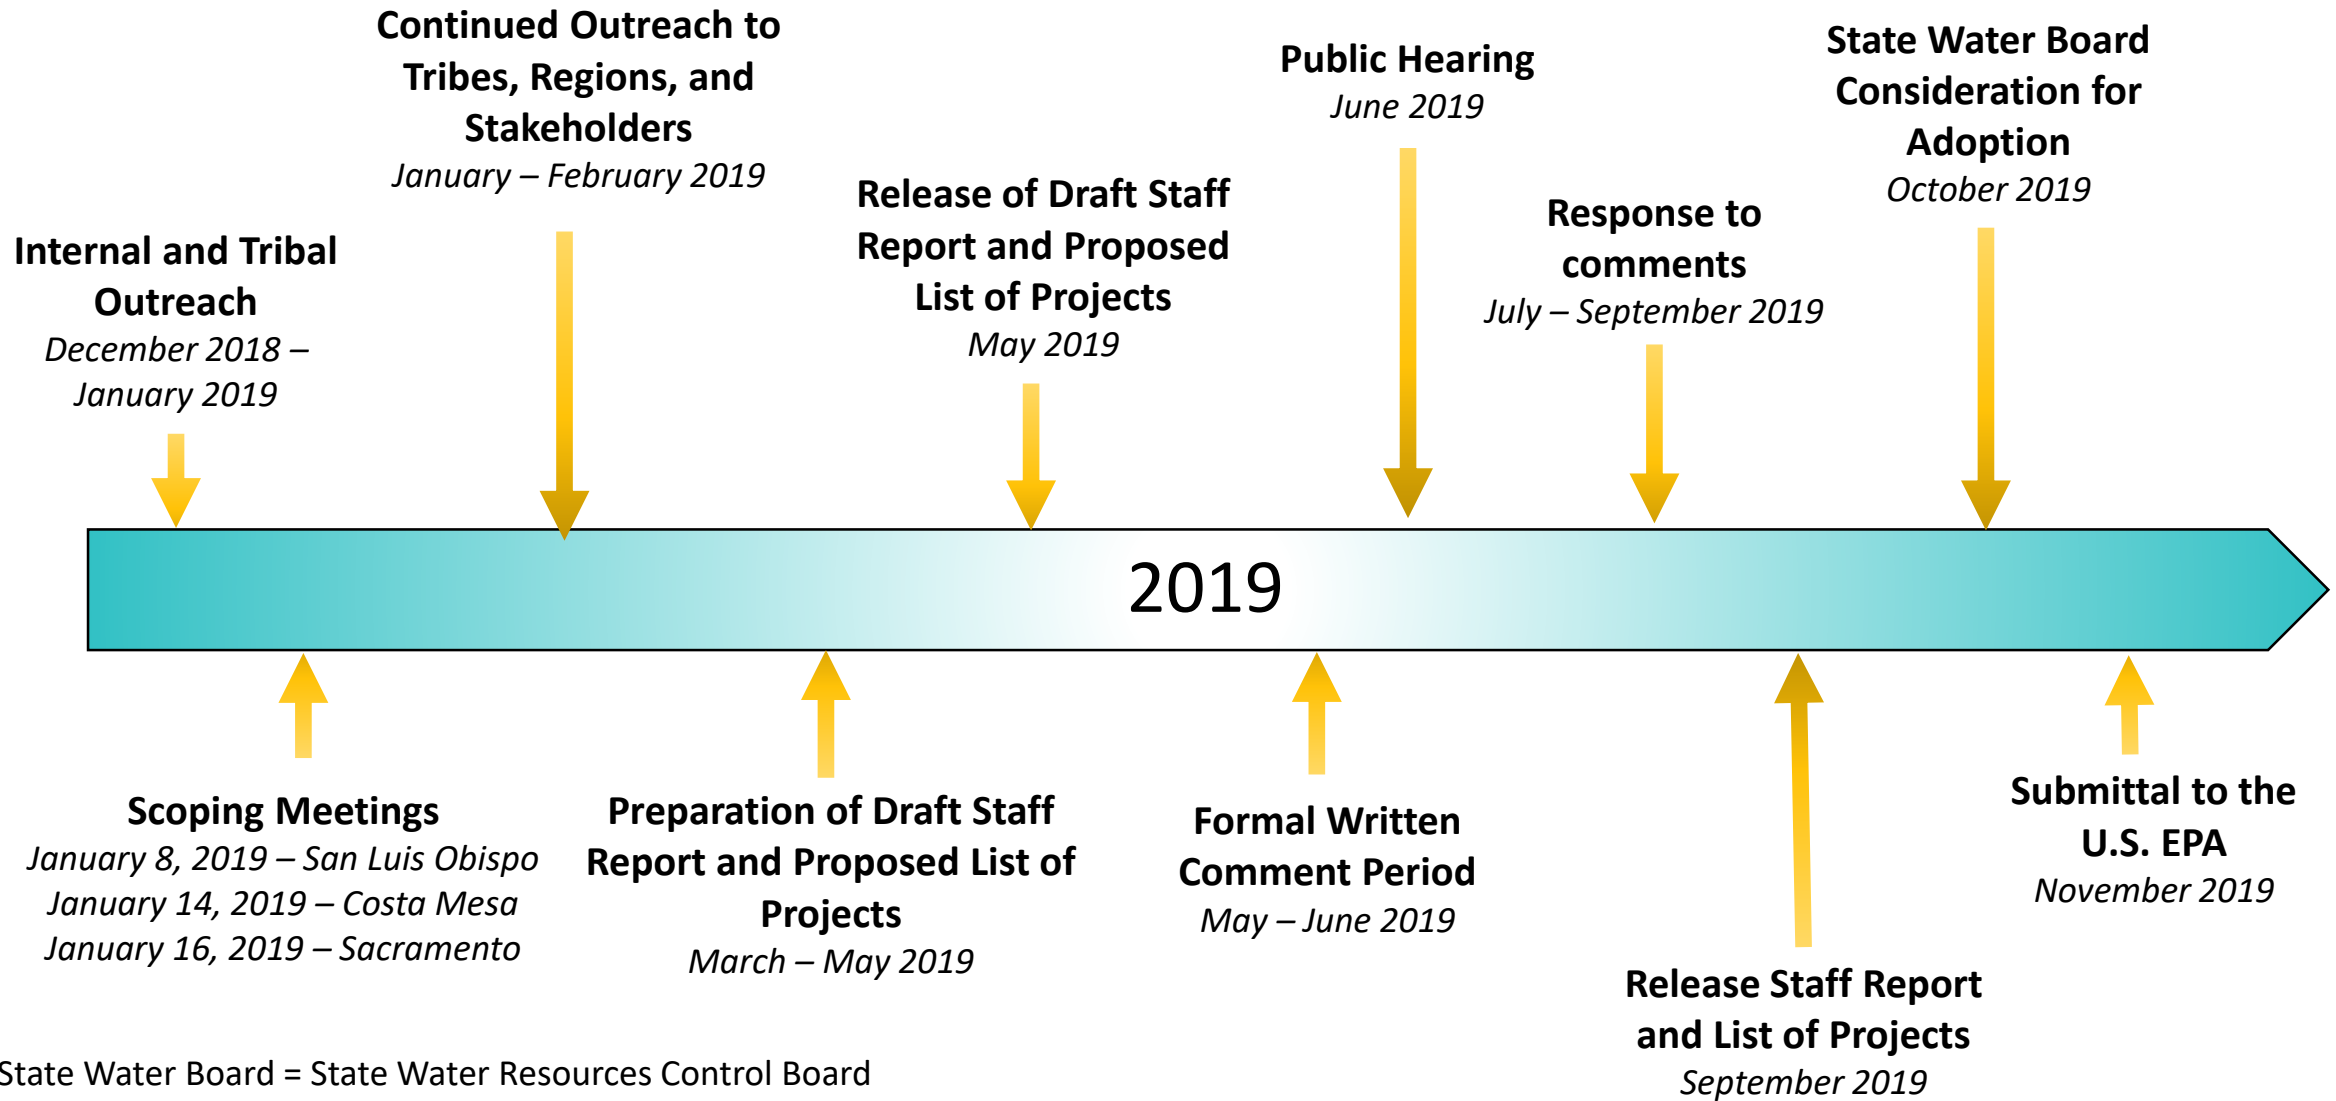 Continued Outreach to
Tribes, Regions, and
Stakeholders
January – February 2019
Public Hearing
June 2019
State Water Board
Consideration for
Adoption
October 2019
Release of Draft Staff
Report and Proposed
List of Projects
May 2019
Response to
comments
July – September 2019
Internal and Tribal
Outreach
December 2018 –
January 2019
2019
Scoping Meetings
January 8, 2019 – San Luis Obispo
January 14, 2019 – Costa Mesa
January 16, 2019 – Sacramento
Preparation of Draft Staff
Report and Proposed List of
Projects
March – May 2019
Formal Written
Comment Period
May – June 2019
Submittal to the
U.S. EPA
November 2019
Release Staff Report
and List of Projects
September 2019
State Water Board = State Water Resources Control Board